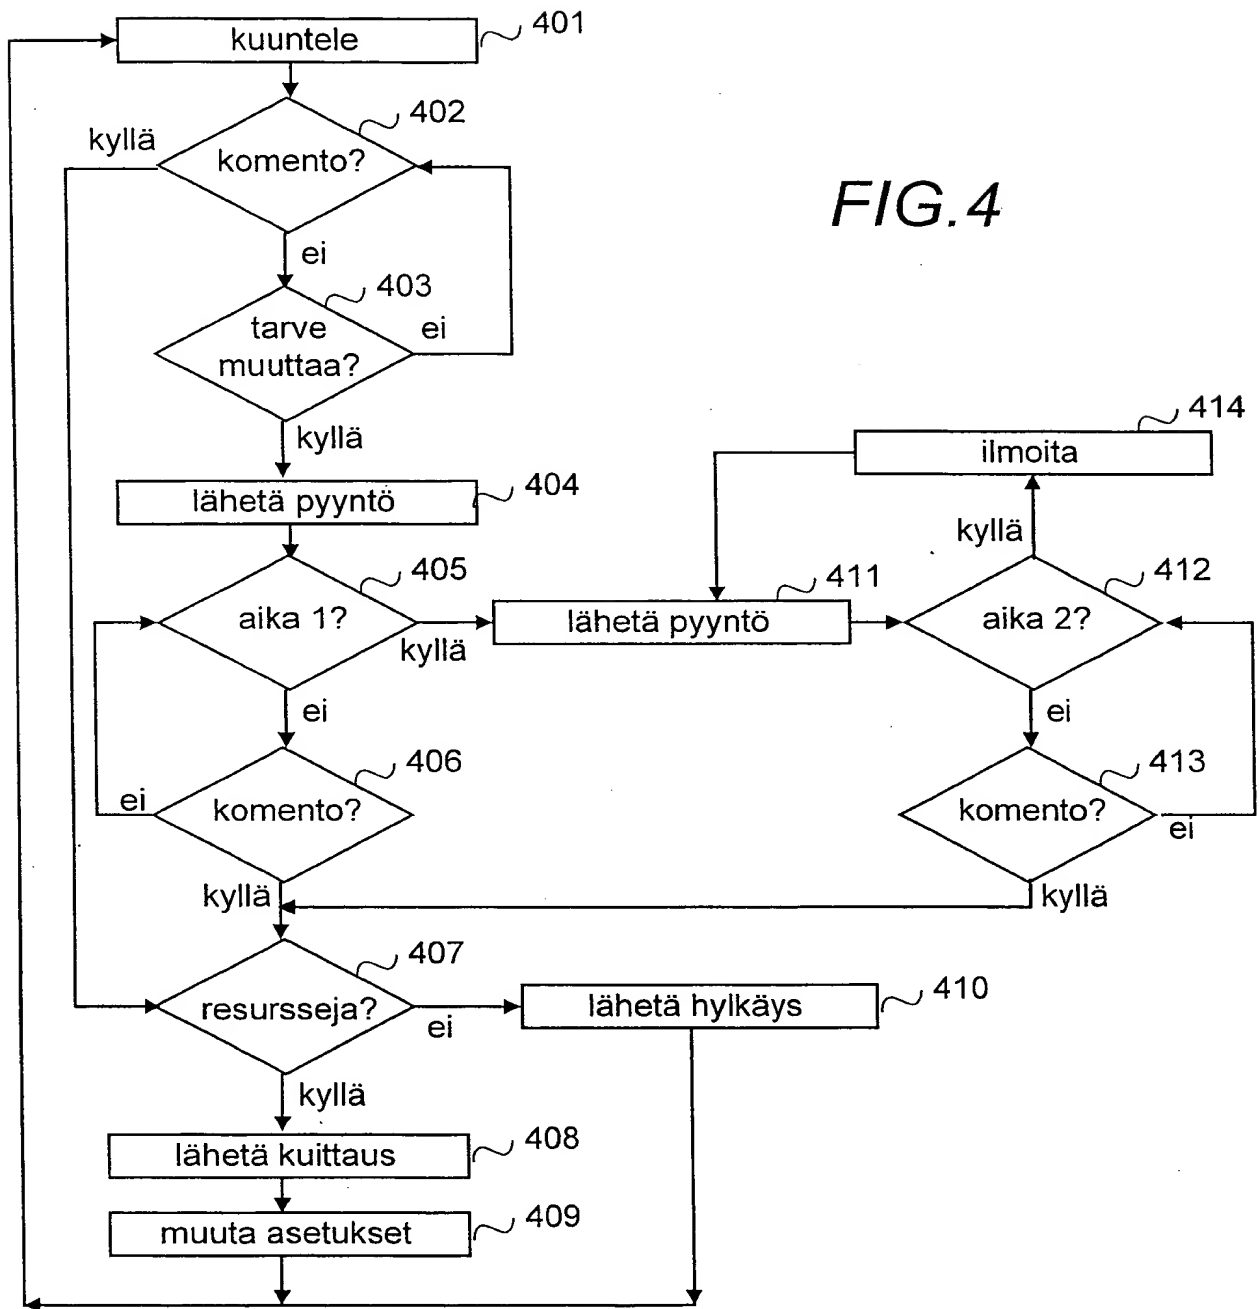 kuuntele
401
402
kyllä
komento?
FIG.4
ei
403
tarve
muuttaa?
ei
kyllä
414
ilmoita
lähetä pyyntö
404
kyllä
405
aika 1?
kyllä
411
lähetä pyyntö
412
aika 2?
ei
ei
406
komento?
ei
413
komento?
ei
kyllä
kyllä
407
resursseja?
ei
lähetä hylkäys
410
kyllä
lähetä kuittaus
408
muuta asetukset
409